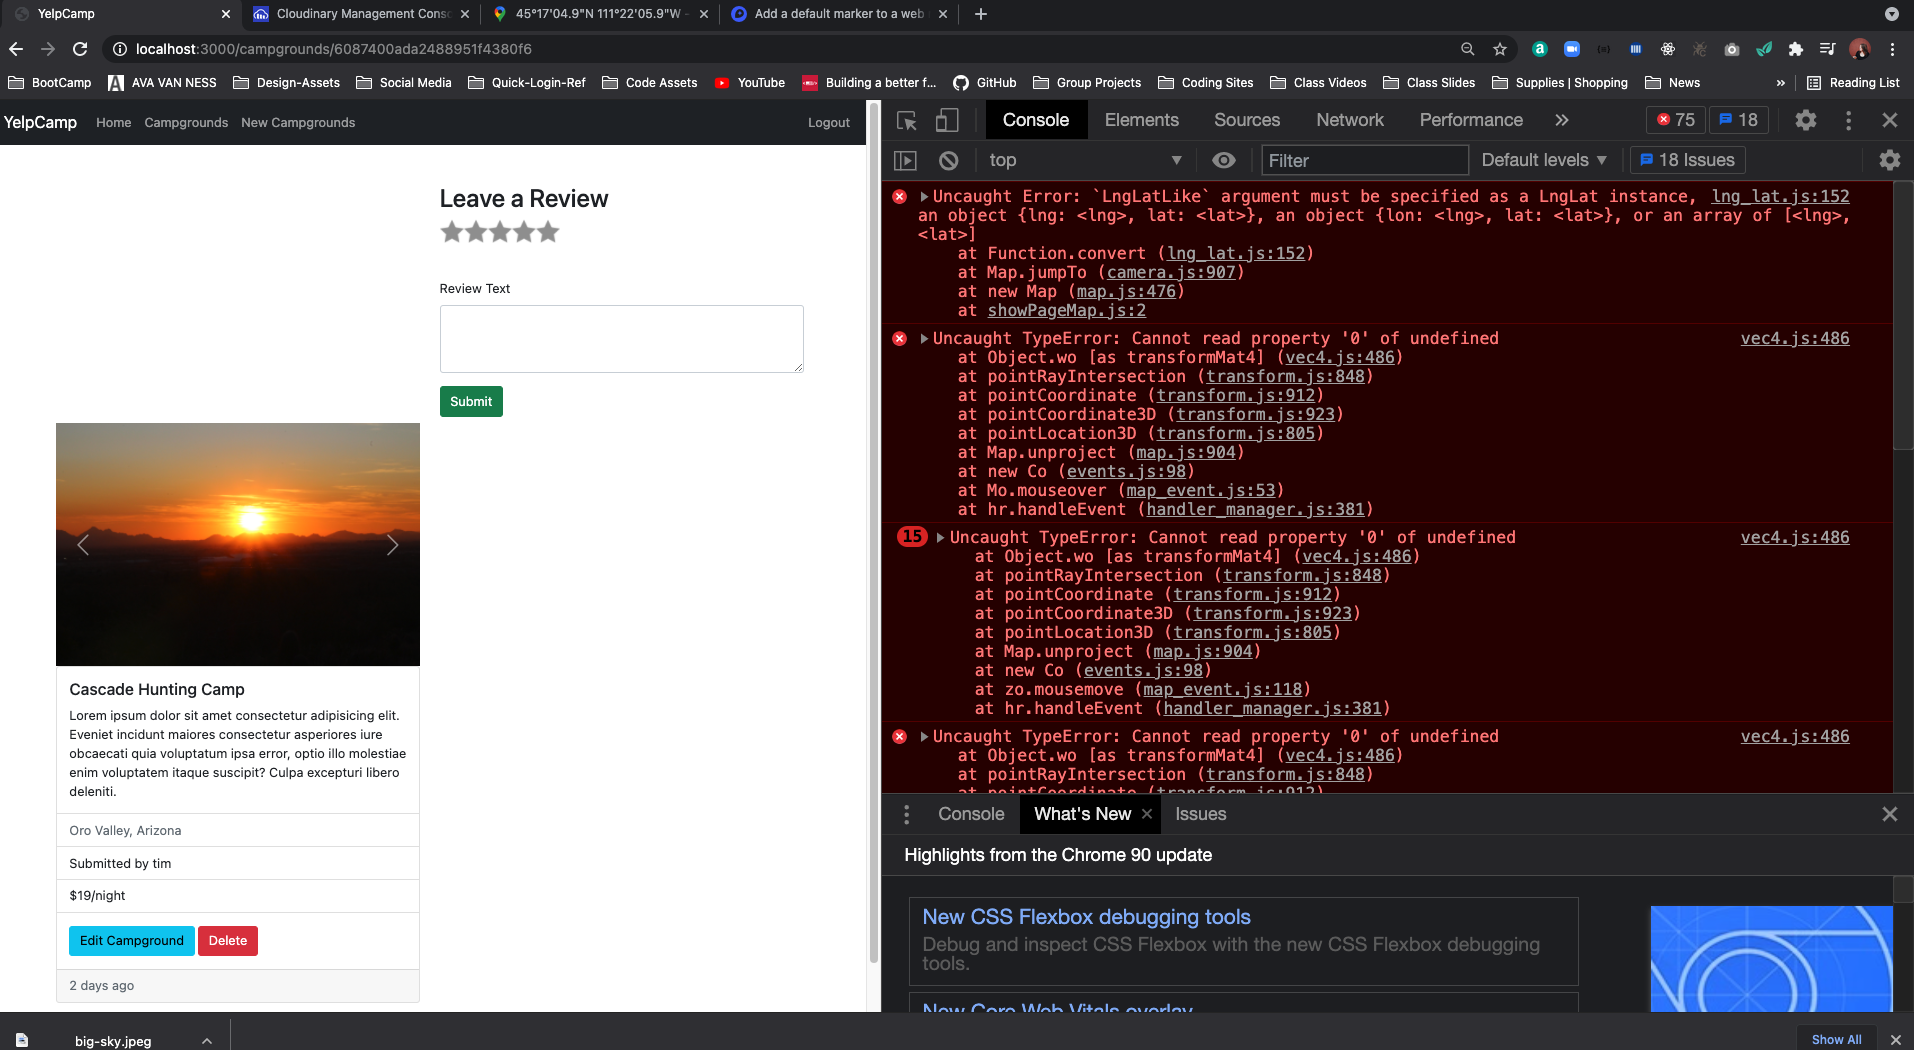 YelpCamp
Cloudinary Management Conso
45°17'04.9"N 111°22'05.9"W -
Add a default marker to a web
localhost:3000/campgrounds/6087400ada2488951f4380f6
BootCamp
AVA VAN NESS
Design-Assets
Social Media
Quick-Login-Ref
Code Assets
YouTube
Building a better f...
GitHub
Group Projects
Coding Sites
Class Videos
Class Slides
Supplies | Shopping
News
»
Reading List
YelpCamp Home Campgrounds New Campgrounds Logout
Leave a Review
Review Text
Submit
Cascade Hunting Camp
Lorem ipsum dolor sit amet consectetur adipisicing elit.
Eveniet incidunt maiores consectetur asperiores iure
obcaecati quia voluptatum ipsa error, optio illo molestiae
enim voluptatem itaque suscipit? Culpa excepturi libero
deleniti.
Oro Valley, Arizona
Submitted by tim
$19/night
Edit Campground Delete
2 days ago
Console Elements Sources Network Performance » 75 18
top Filter Default levels 18 Issues
Uncaught Error: `LngLatLike` argument must be specified as a LngLat instance, lng_lat.js:152
an object {lng: <lng>, lat: <lat>}, an object {lon: <lng>, lat: <lat>}, or an array of [<lng>,
<lat>]
at Function.convert (lng_lat.js:152)
at Map.jumpTo (camera.js:907)
at new Map (map.js:476)
at showPageMap.js:2
Uncaught TypeError: Cannot read property '0' of undefined vec4.js:486
at Object.wo [as transformMat4] (vec4.js:486)
at pointRayIntersection (transform.js:848)
at pointCoordinate (transform.js:912)
at pointCoordinate3D (transform.js:923)
at pointLocation3D (transform.js:805)
at Map.unproject (map.js:904)
at new Co (events.js:98)
at Mo.mouseover (map_event.js:53)
at hr.handleEvent (handler_manager.js:381)
15 Uncaught TypeError: Cannot read property '0' of undefined vec4.js:486
at Object.wo [as transformMat4] (vec4.js:486)
at pointRayIntersection (transform.js:848)
at pointCoordinate (transform.js:912)
at pointCoordinate3D (transform.js:923)
at pointLocation3D (transform.js:805)
at Map.unproject (map.js:904)
at new Co (events.js:98)
at zo.mousemove (map_event.js:118)
at hr.handleEvent (handler_manager.js:381)
Uncaught TypeError: Cannot read property '0' of undefined vec4.js:486
at Object.wo [as transformMat4] (vec4.js:486)
at pointRayIntersection (transform.js:848)
at pointCoordinate (transform.js:912)
Console What's New Issues
Highlights from the Chrome 90 update
New CSS Flexbox debugging tools
Debug and inspect CSS Flexbox with the new CSS Flexbox debugging
tools.
New Core Web Vitals overlay
big-sky.jpeg
Show All